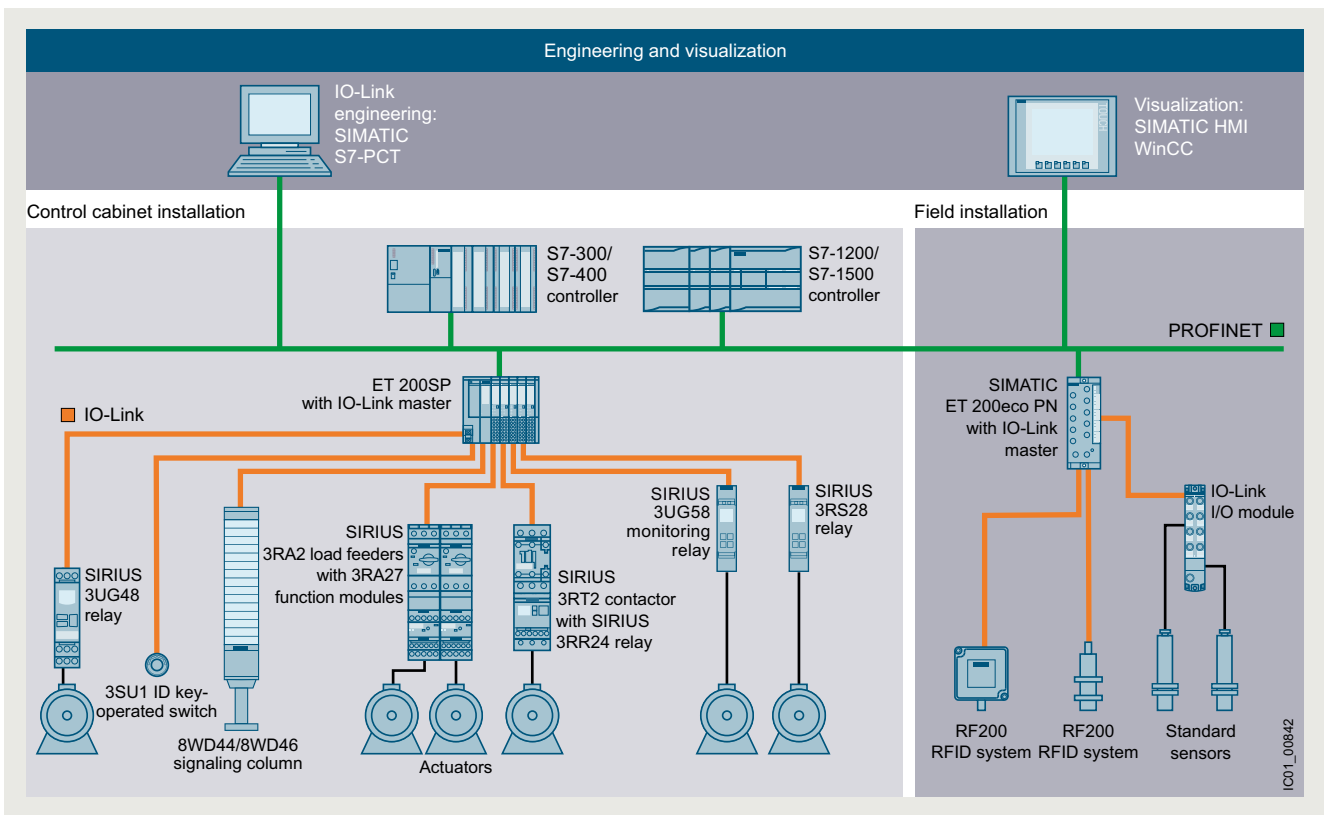 Engineering and visualization
IO-Link
engineering:
SIMATIC
S7-PCT
Visualization:
SIMATIC HMI
WinCC
Control cabinet installation
Field installation
S7-300/
S7-400
controller
S7-1200/
S7-1500
controller
PROFINET
ET 200SP
with IO-Link master
SIMATIC
ET 200eco PN
with IO-Link
master
IO-Link
SIRIUS
3UG48
relay
3SU1 ID key-
operated switch
8WD44/8WD46
signaling column
SIRIUS
3RA2 load feeders
with 3RA27
function modules
SIRIUS
3RT2 contactor
with SIRIUS
3RR24 relay
Actuators
SIRIUS
3UG58
monitoring
relay
SIRIUS
3RS28
relay
IO-Link
I/O module
RF200
RFID system
RF200
RFID system
Standard
sensors
IC01_00842